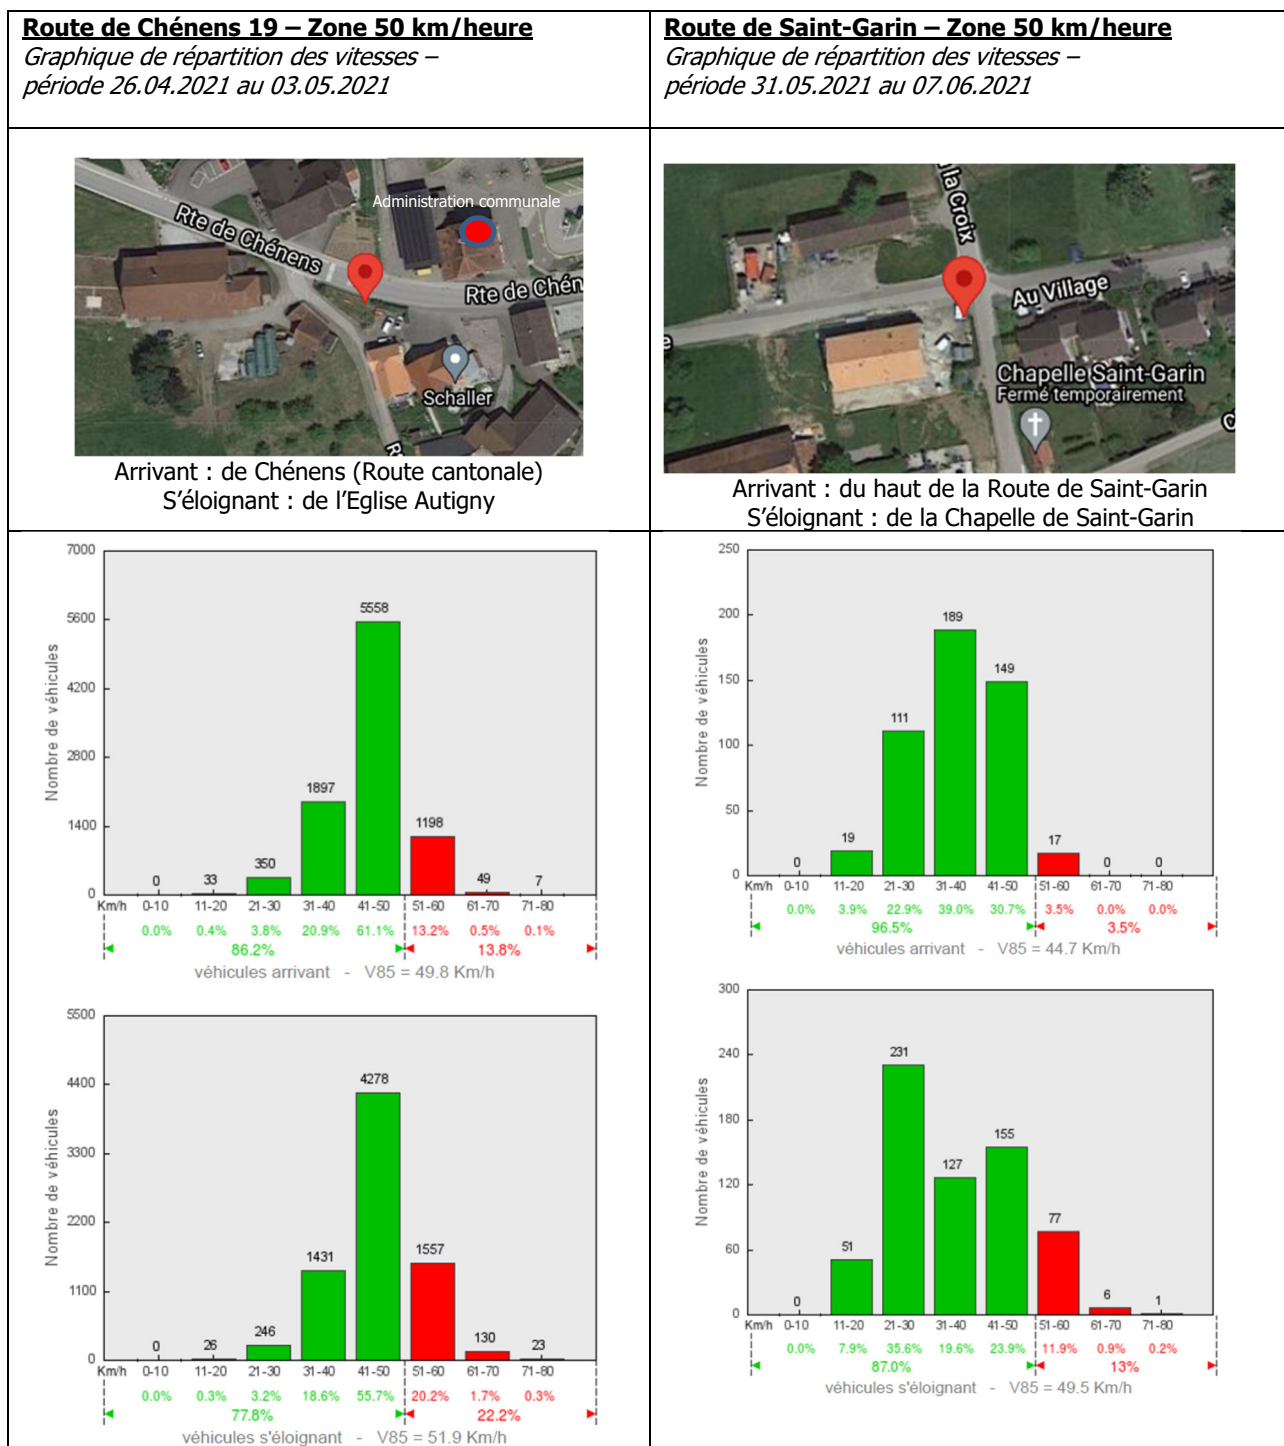 Route de Chénens 19 – Zone 50 km/heure
Graphique de répartition des vitesses –
période 26.04.2021 au 03.05.2021
Route de Saint-Garin – Zone 50 km/heure
Graphique de répartition des vitesses –
période 31.05.2021 au 07.06.2021
Administration communale
Rte de Chénens
Rte de Chén
Schaller
Arrivant : de Chénens (Route cantonale)
S'éloignant : de l'Eglise Autigny
la Croix
Au Village
Chapelle Saint-Garin
Fermé temporairement
Arrivant : du haut de la Route de Saint-Garin
S'éloignant : de la Chapelle de Saint-Garin
Nombre de véhicules
7000
5600
4200
2800
1400
0
0 33 350 1897 5558 1198 49 7
Km/h 0-10 11-20 21-30 31-40 41-50 51-60 61-70 71-80
0.0% 0.4% 3.8% 20.9% 61.1% 13.2% 0.5% 0.1%
86.2% 13.8%
véhicules arrivant - V85 = 49.8 Km/h
Nombre de véhicules
5500
4400
3300
2200
1100
0
0 26 246 1431 4278 1557 130 23
Km/h 0-10 11-20 21-30 31-40 41-50 51-60 61-70 71-80
0.0% 0.3% 3.2% 18.6% 55.7% 20.2% 1.7% 0.3%
77.8% 22.2%
véhicules s'éloignant - V85 = 51.9 Km/h
Nombre de véhicules
250
200
150
100
50
0
0 19 111 189 149 17 0 0
Km/h 0-10 11-20 21-30 31-40 41-50 51-60 61-70 71-80
0.0% 3.9% 22.9% 39.0% 30.7% 3.5% 0.0% 0.0%
96.5% 3.5%
véhicules arrivant - V85 = 44.7 Km/h
Nombre de véhicules
300
240
180
120
60
0
0 51 231 127 155 77 6 1
Km/h 0-10 11-20 21-30 31-40 41-50 51-60 61-70 71-80
0.0% 7.9% 35.6% 19.6% 23.9% 11.9% 0.9% 0.2%
87.0% 13%
véhicules s'éloignant - V85 = 49.5 Km/h